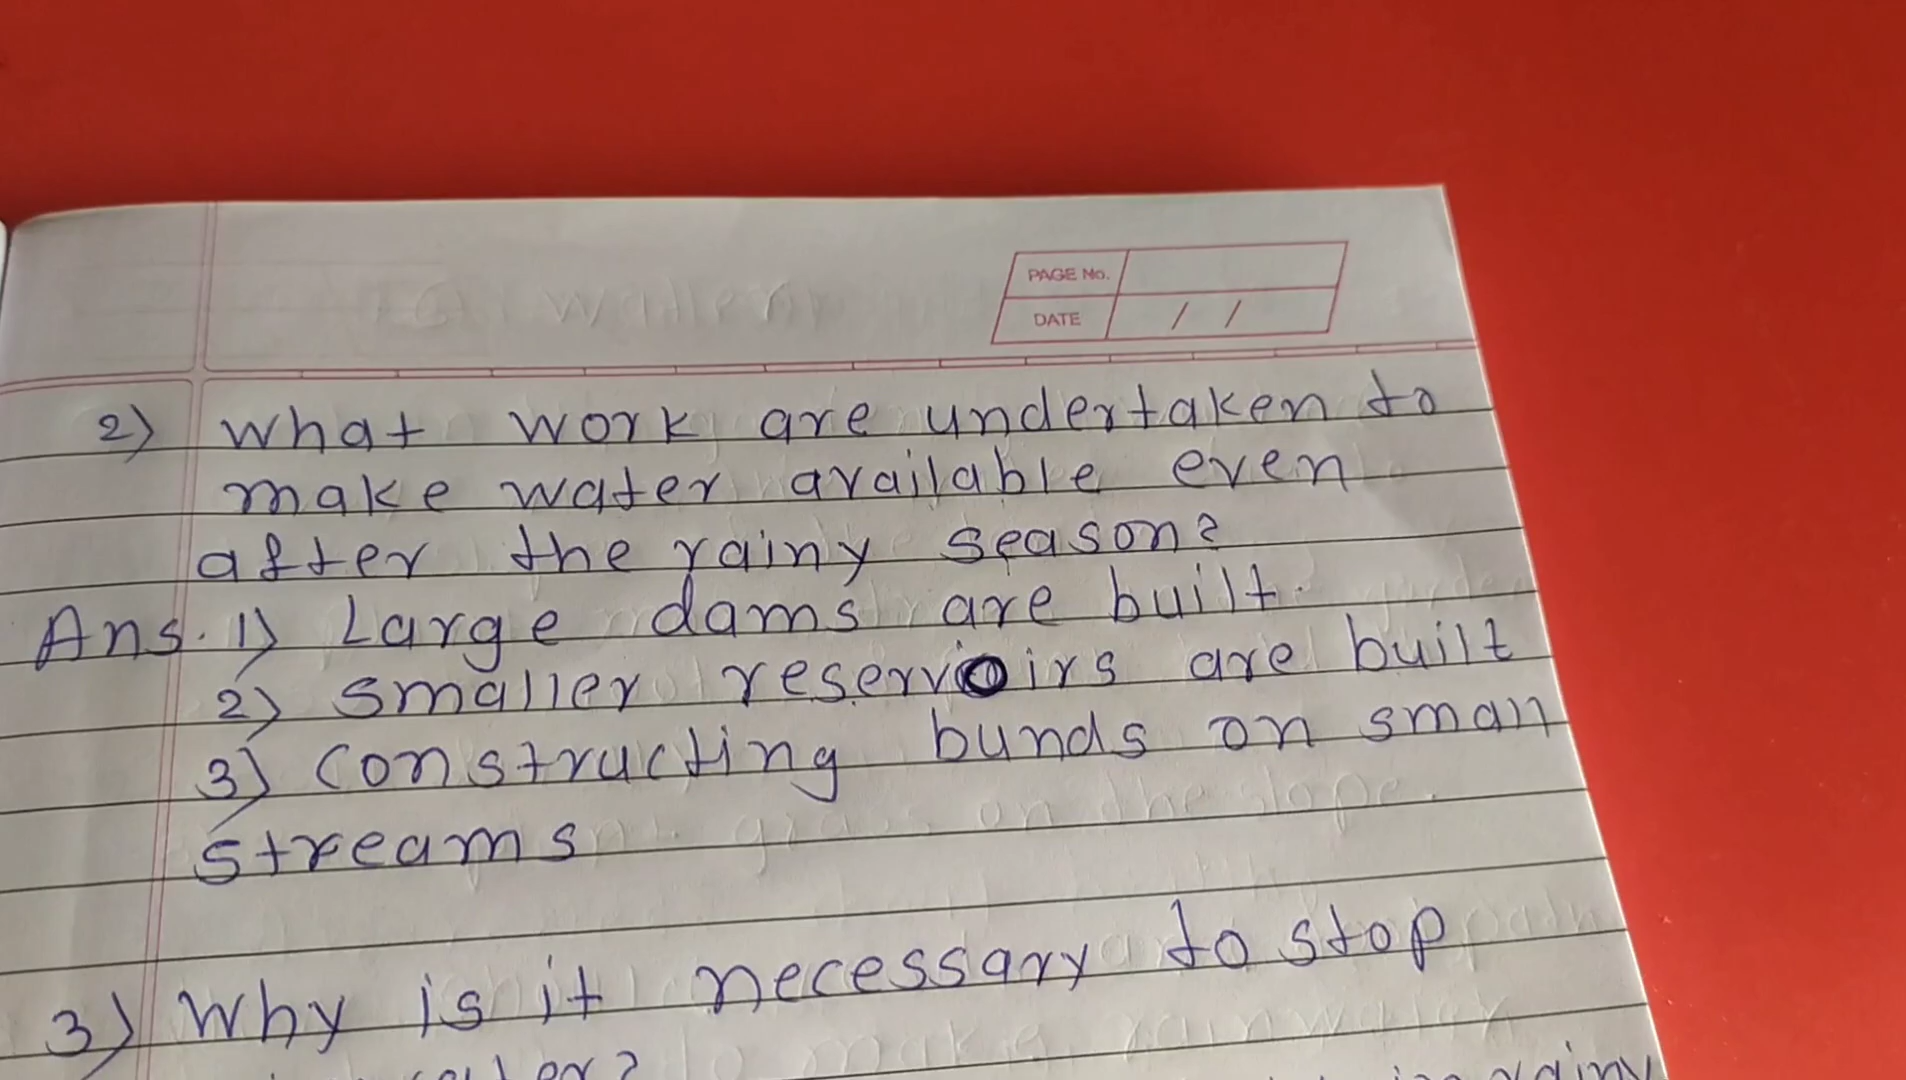 PAGE No.
DATE / /
2) What work are undertaken to
make water available even
after the rainy season?
Ans. 1) Large dams are built.
2) Smaller reservoirs are built
3) Constructing bunds on small
streams
3) Why is it necessary to stop
rainy